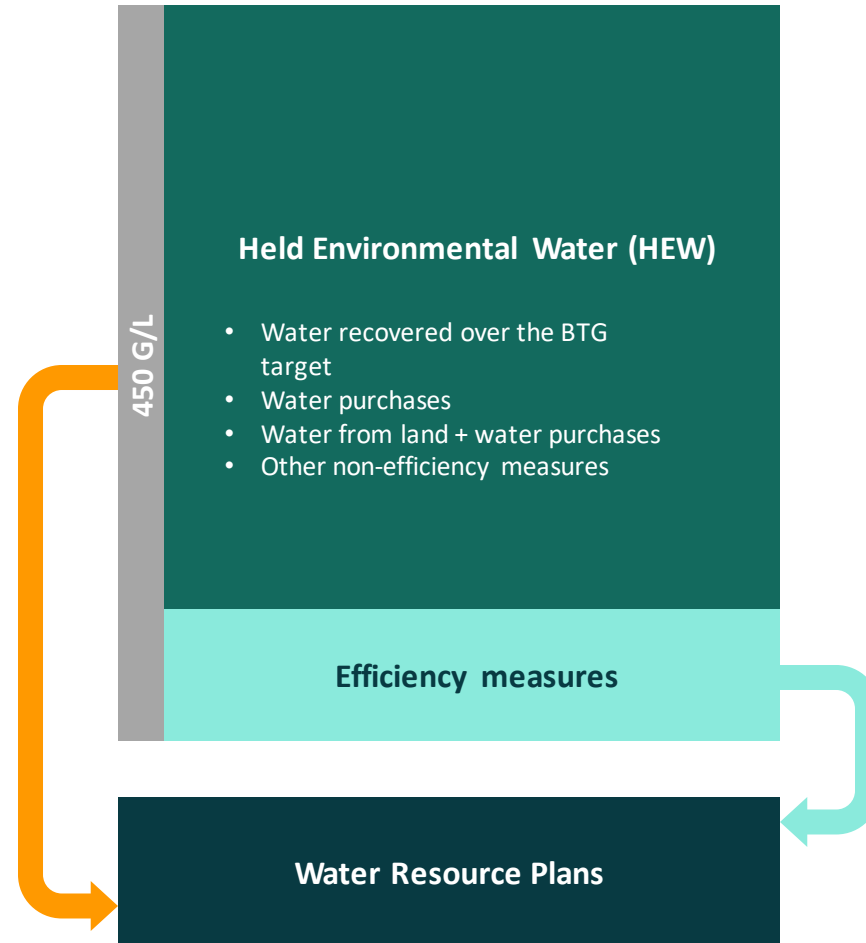 Held Environmental Water (HEW)
450 G/L
• Water recovered over the BTG
target
• Water purchases
• Water from land + water purchases
• Other non-efficiency measures
Efficiency measures
Water Resource Plans